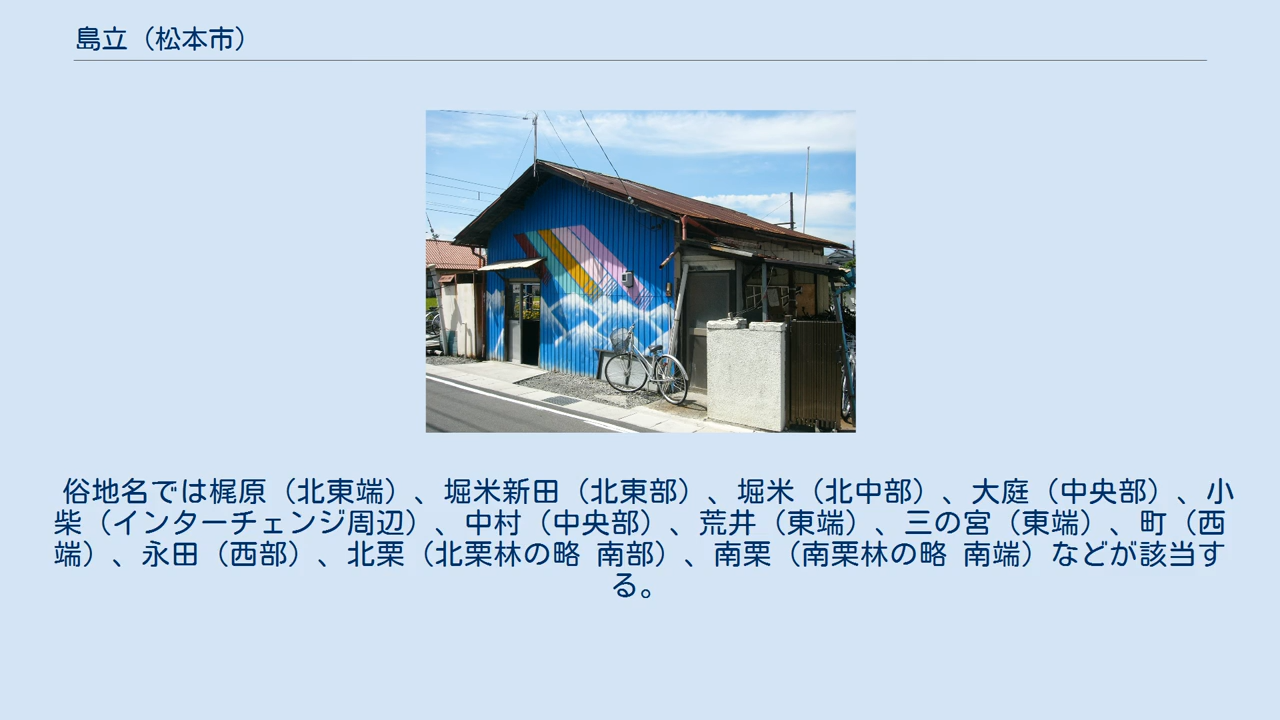 島立（松本市）
俗地名では梶原（北東端）、堀米新田（北東部）、堀米（北中部）、大庭（中央部）、小
柴（インターチェンジ周辺）、中村（中央部）、荒井（東端）、三の宮（東端）、町（西
端）、永田（西部）、北栗（北栗林の略 南部）、南栗（南栗林の略 南端）などが該当す
る。